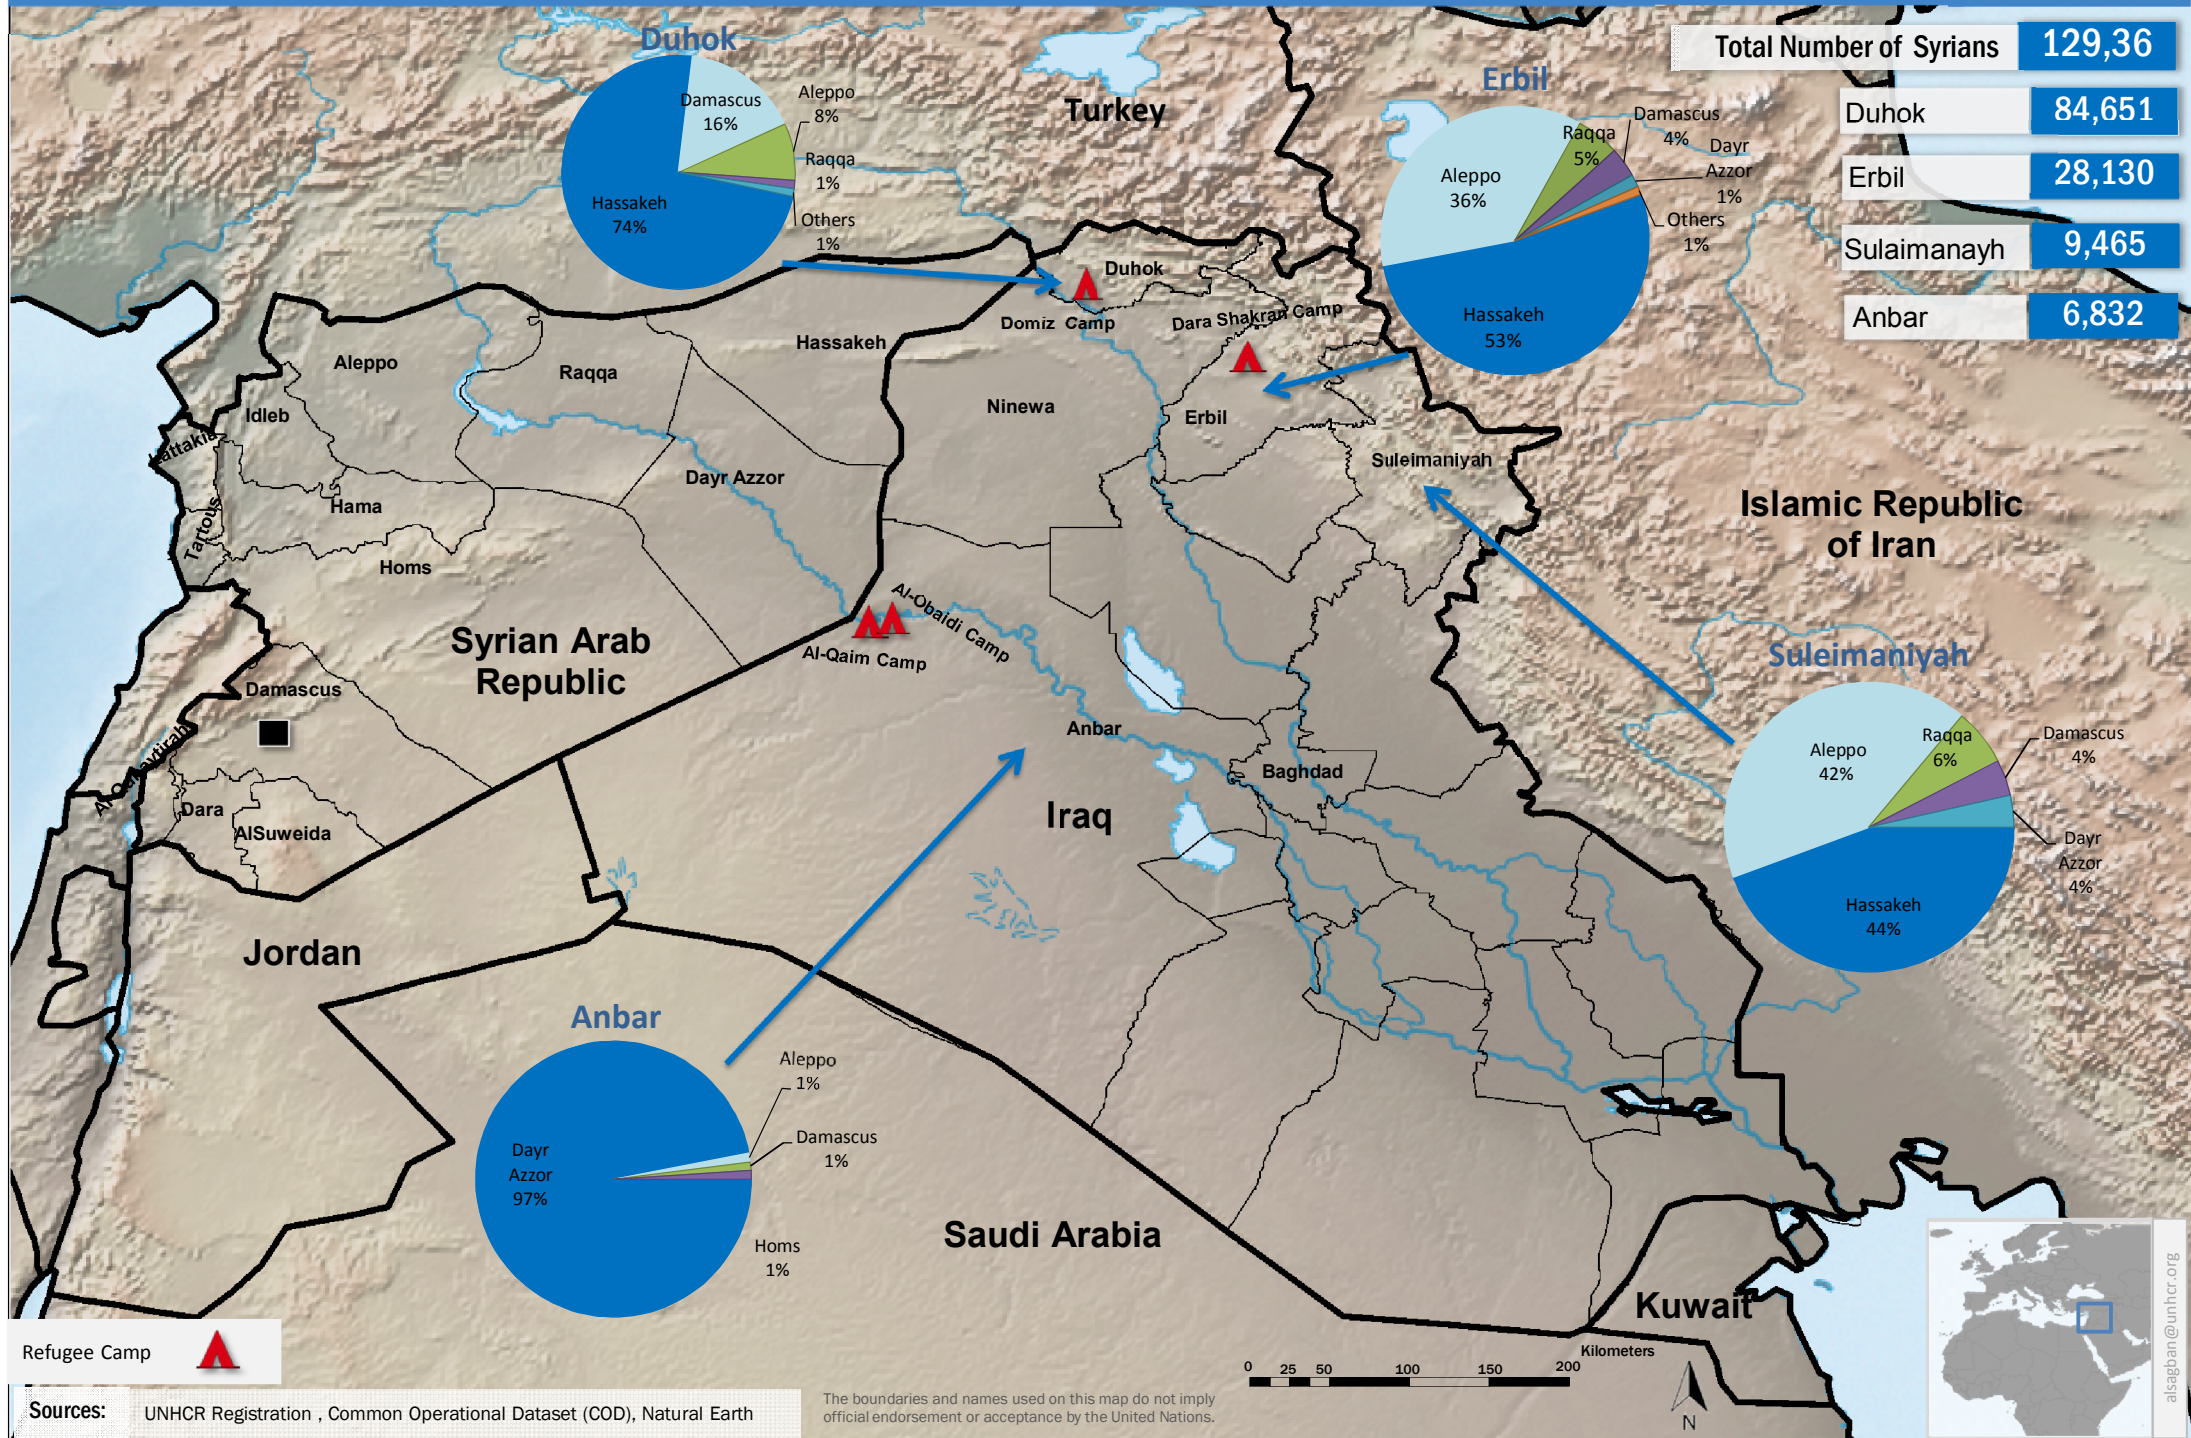 Total Number of Syrians 129,36
Duhok 84,651
Erbil 28,130
Sulaimanayh 9,465
Anbar 6,832
Duhok
Damascus
16%
Aleppo
8%
Raqqa
1%
Others
1%
Hassakeh
74%
Erbil
Aleppo
36%
Raqqa
5%
Damascus
4%
Dayr
Azzor
1%
Others
1%
Hassakeh
53%
Turkey
Duhok
Domiz Camp
Dara Shakran Camp
Hassakeh
Aleppo
Raqqa
Idleb
Lattakia
Ninewa
Erbil
Suleimaniyah
Dayr Azzor
Hama
Tartous
Homs
Islamic Republic
of Iran
Al-Obaidi Camp
Al-Qaim Camp
Syrian Arab
Republic
Damascus
Anbar
Baghdad
Iraq
Dara
AlSuweida
Suleimaniyah
Aleppo
42%
Raqqa
6%
Damascus
4%
Dayr
Azzor
4%
Hassakeh
44%
Jordan
Anbar
Aleppo
1%
Damascus
1%
Dayr
Azzor
97%
Homs
1%
Saudi Arabia
Kuwait
Refugee Camp
Kilometers
0 25 50 100 150 200
N
Sources: UNHCR Registration , Common Operational Dataset (COD), Natural Earth
The boundaries and names used on this map do not imply
official endorsement or acceptance by the United Nations.
alsagban@unhcr.org